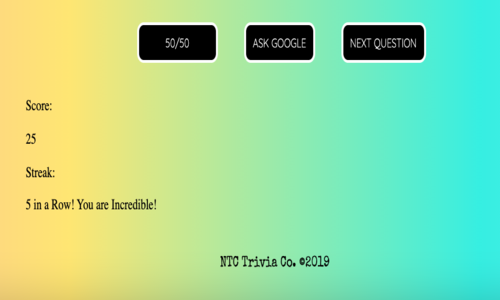 50/50
ASK GOOGLE
NEXT QUESTION
Score:
25
Streak:
5 in a Row! You are Incredible!
NTC Trivia Co. ©2019